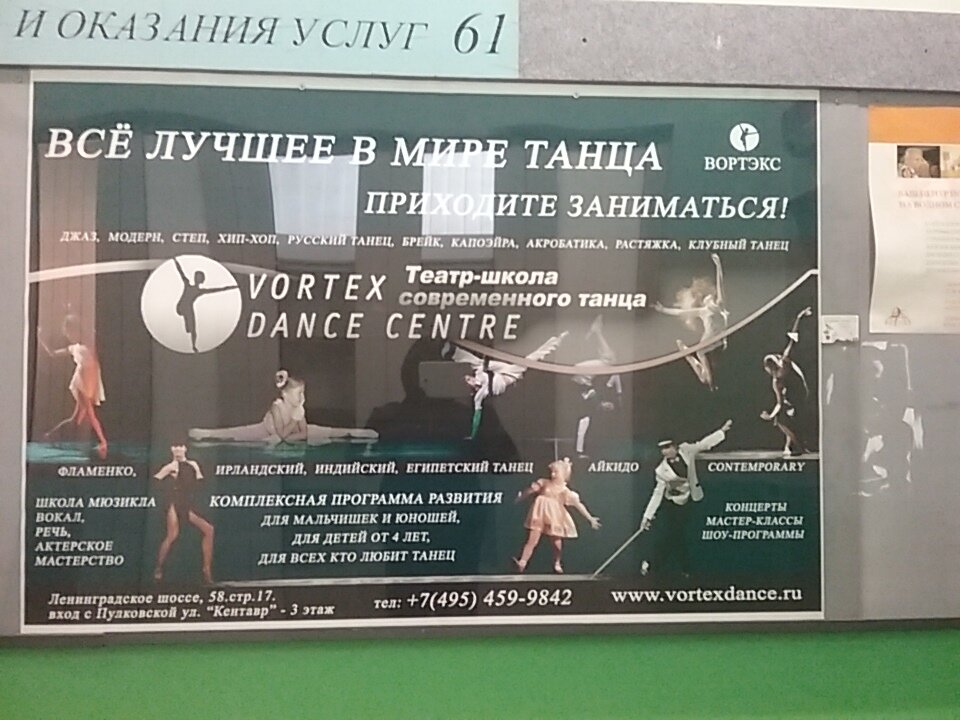 И ОКАЗАНИЯ УСЛУГ 61
ВСЁ ЛУЧШЕЕ В МИРЕ ТАНЦА
ВОРТЭКС
ПРИХОДИТЕ ЗАНИМАТЬСЯ!
ДЖАЗ, МОДЕРН, СТЕП, ХИП-ХОП, РУССКИЙ ТАНЕЦ, БРЕЙК, КАПОЭЙРА, АКРОБАТИКА, РАСТЯЖКА, КЛУБНЫЙ ТАНЕЦ
VORTEX
DANCE CENTRE
Театр-школа
современного танца
ФЛАМЕНКО, ИРЛАНДСКИЙ, ИНДИЙСКИЙ, ЕГИПЕТСКИЙ ТАНЕЦ АЙКИДО CONTEMPORARY
ШКОЛА МЮЗИКЛА
ВОКАЛ,
РЕЧЬ,
АКТЕРСКОЕ
МАСТЕРСТВО
КОМПЛЕКСНАЯ ПРОГРАММА РАЗВИТИЯ
ДЛЯ МАЛЬЧИШЕК И ЮНОШЕЙ,
ДЛЯ ДЕТЕЙ ОТ 4 ЛЕТ,
ДЛЯ ВСЕХ КТО ЛЮБИТ ТАНЕЦ
КОНЦЕРТЫ
МАСТЕР-КЛАССЫ
ШОУ-ПРОГРАММЫ
Ленинградское шоссе, 58.стр.17.
вход с Пулковской ул. "Кентавр" - 3 этаж
тел: +7(495) 459-9842
www.vortexdance.ru